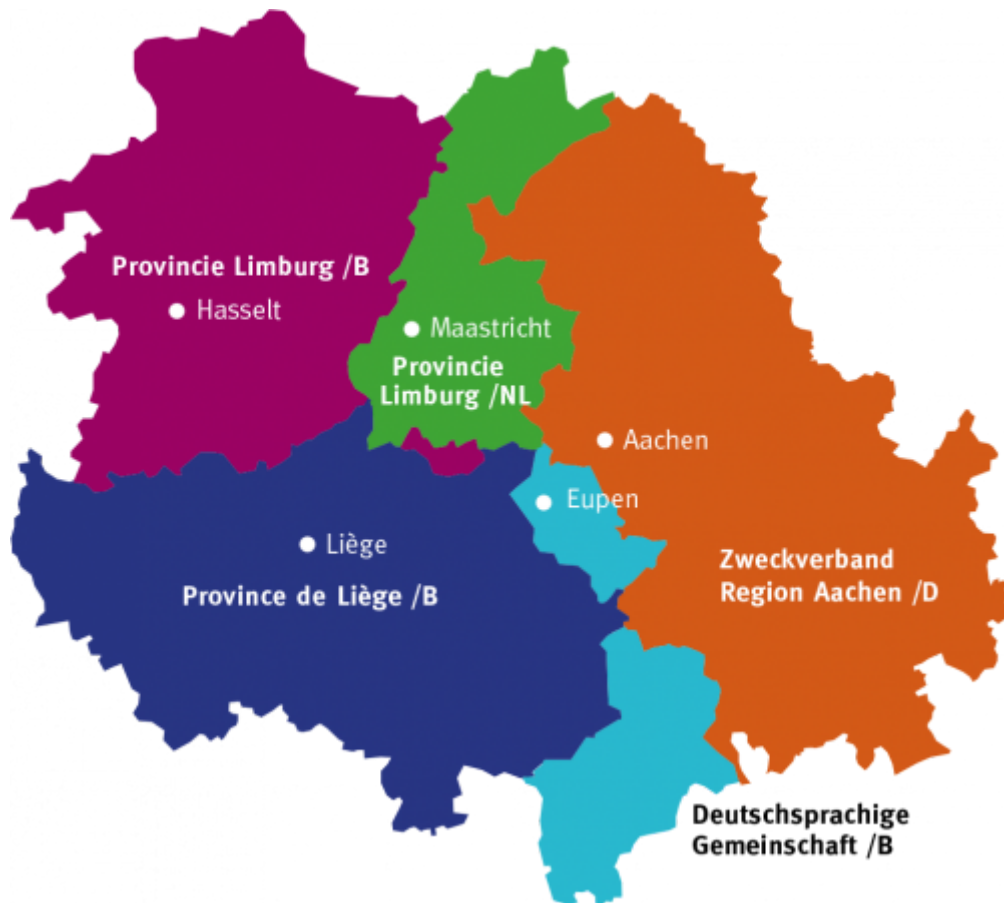 Provincie Limburg /B
Hasselt
Maastricht
Provincie
Limburg /NL
Aachen
Eupen
Liège
Province de Liège /B
Zweckverband
Region Aachen /D
Deutschsprachige
Gemeinschaft /B